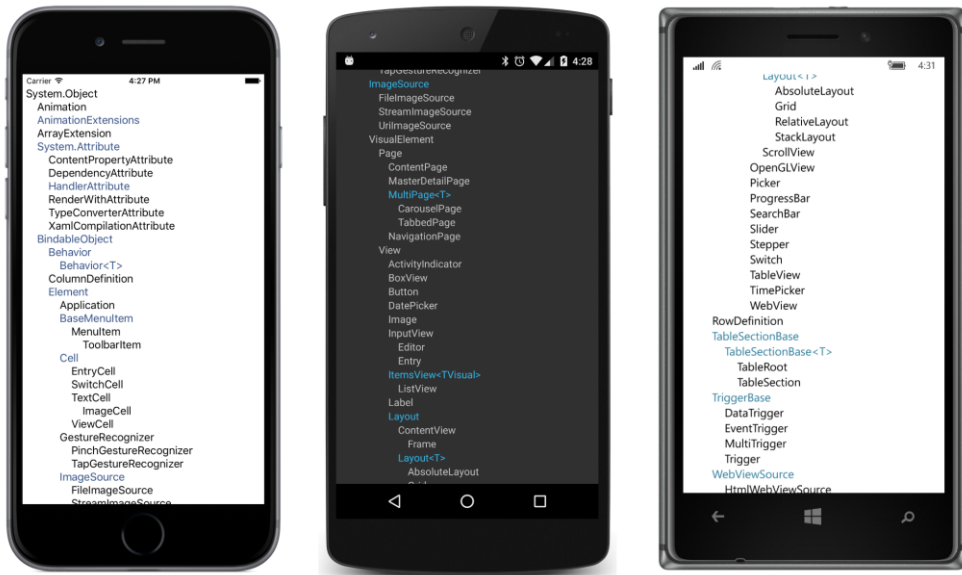 Carrier
4:27 PM
System.Object
Animation
AnimationExtensions
ArrayExtension
System.Attribute
ContentPropertyAttribute
DependencyAttribute
HandlerAttribute
RenderWithAttribute
TypeConverterAttribute
XamlCompilationAttribute
BindableObject
Behavior
Behavior<T>
ColumnDefinition
Element
Application
BaseMenuItem
MenuItem
ToolbarItem
Cell
EntryCell
SwitchCell
TextCell
ImageCell
ViewCell
GestureRecognizer
PinchGestureRecognizer
TapGestureRecognizer
ImageSource
FileImageSource
StreamImageSource
4:28
TapGestureRecognizer
ImageSource
FileImageSource
StreamImageSource
UriImageSource
VisualElement
Page
ContentPage
MasterDetailPage
MultiPage<T>
CarouselPage
TabbedPage
NavigationPage
View
ActivityIndicator
BoxView
Button
DatePicker
Image
InputView
Editor
Entry
ItemsView<TVisual>
ListView
Label
Layout
ContentView
Frame
Layout<T>
AbsoluteLayout
Grid
4:31
Layout<T>
AbsoluteLayout
Grid
RelativeLayout
StackLayout
ScrollView
OpenGLView
Picker
ProgressBar
SearchBar
Slider
Stepper
Switch
TableView
TimePicker
WebView
RowDefinition
TableSectionBase
TableSectionBase<T>
TableRoot
TableSection
TriggerBase
DataTrigger
EventTrigger
MultiTrigger
Trigger
WebViewSource
HtmlWebViewSource